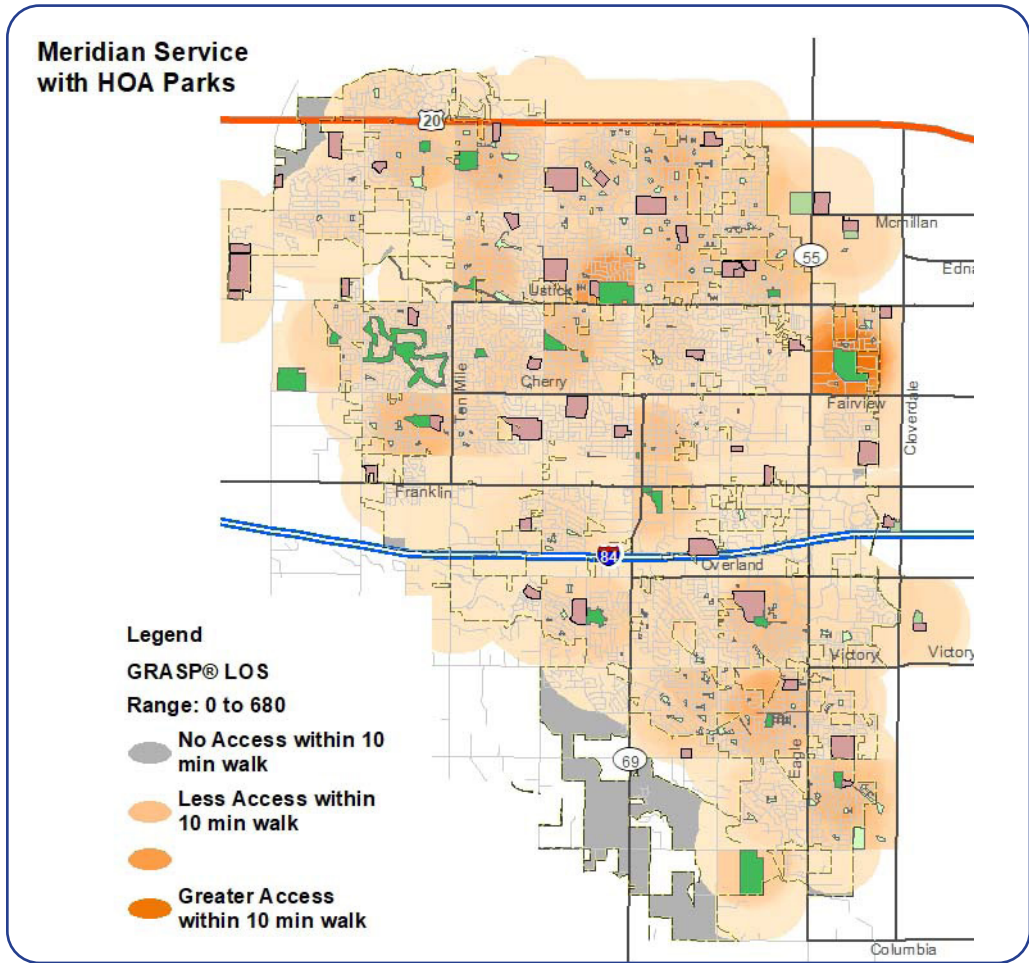 Meridian Service
with HOA Parks
20
Mcmillan
55
Edna
Ustick
Ten Mile
Cherry
Fairview
Cloverdale
Franklin
84
Overland
Victory
Victory
Eagle
69
Columbia
Legend
GRASP® LOS
Range: 0 to 680
No Access within 10
min walk
Less Access within
10 min walk
Greater Access
within 10 min walk